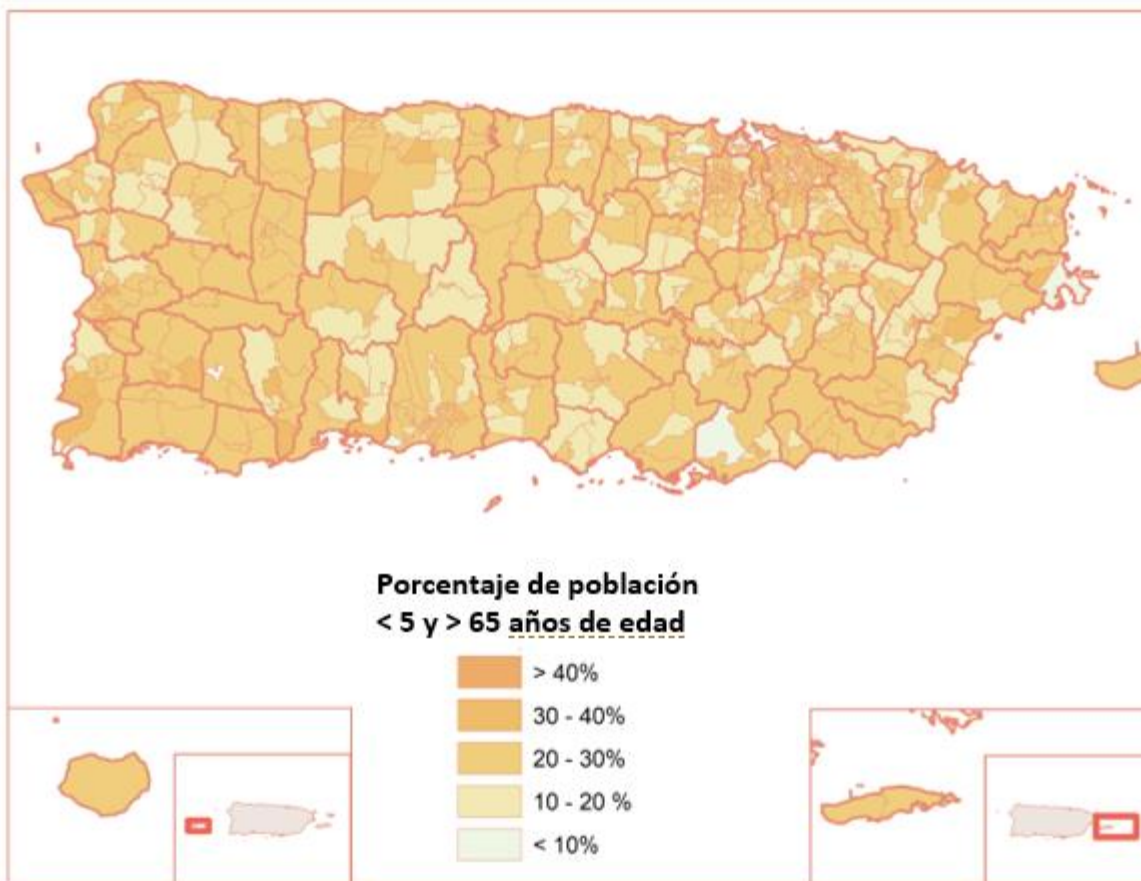 Porcentaje de población
< 5 y > 65 años de edad
> 40%
30 - 40%
20 - 30%
10 - 20 %
< 10%